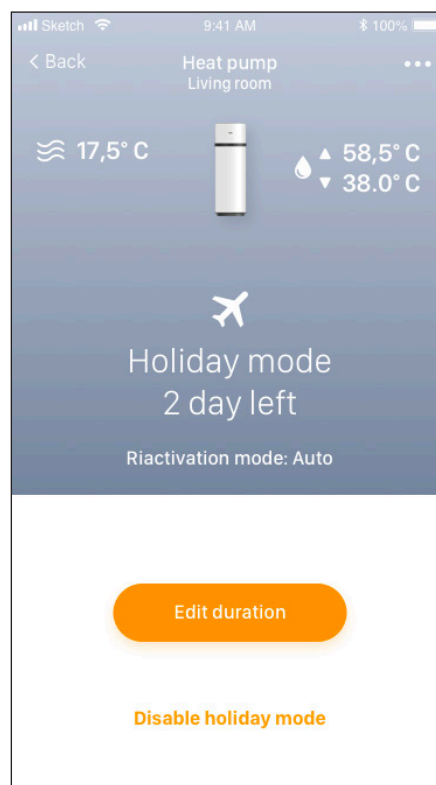 Sketch 9:41 AM 100%
< Back
Heat pump
Living room
17,5° C
▲ 58,5° C
▼ 38.0° C
Holiday mode
2 day left
Riactivation mode: Auto
Edit duration
Disable holiday mode